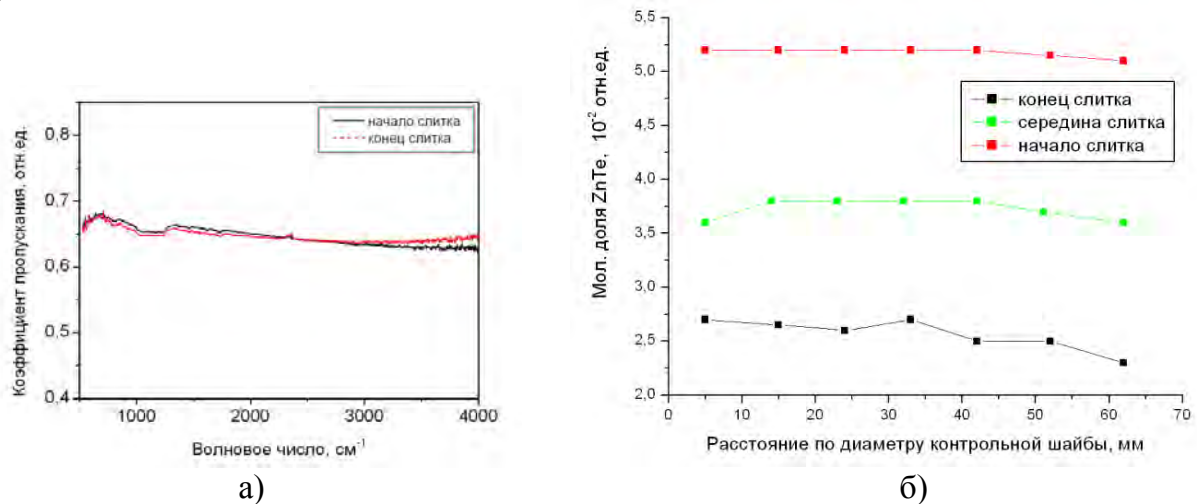 Коэффициент пропускания, отн.ед.
0,8
0,7
0,6
0,5
0,4
1000
2000
3000
4000
Волновое число, см⁻¹
начало слитка
конец слитка
а)
Мол. доля ZnTe, 10⁻² отн.ед.
5,5
5,0
4,5
4,0
3,5
3,0
2,5
2,0
0
10
20
30
40
50
60
70
Расстояние по диаметру контрольной шайбы, мм
конец слитка
середина слитка
начало слитка
б)